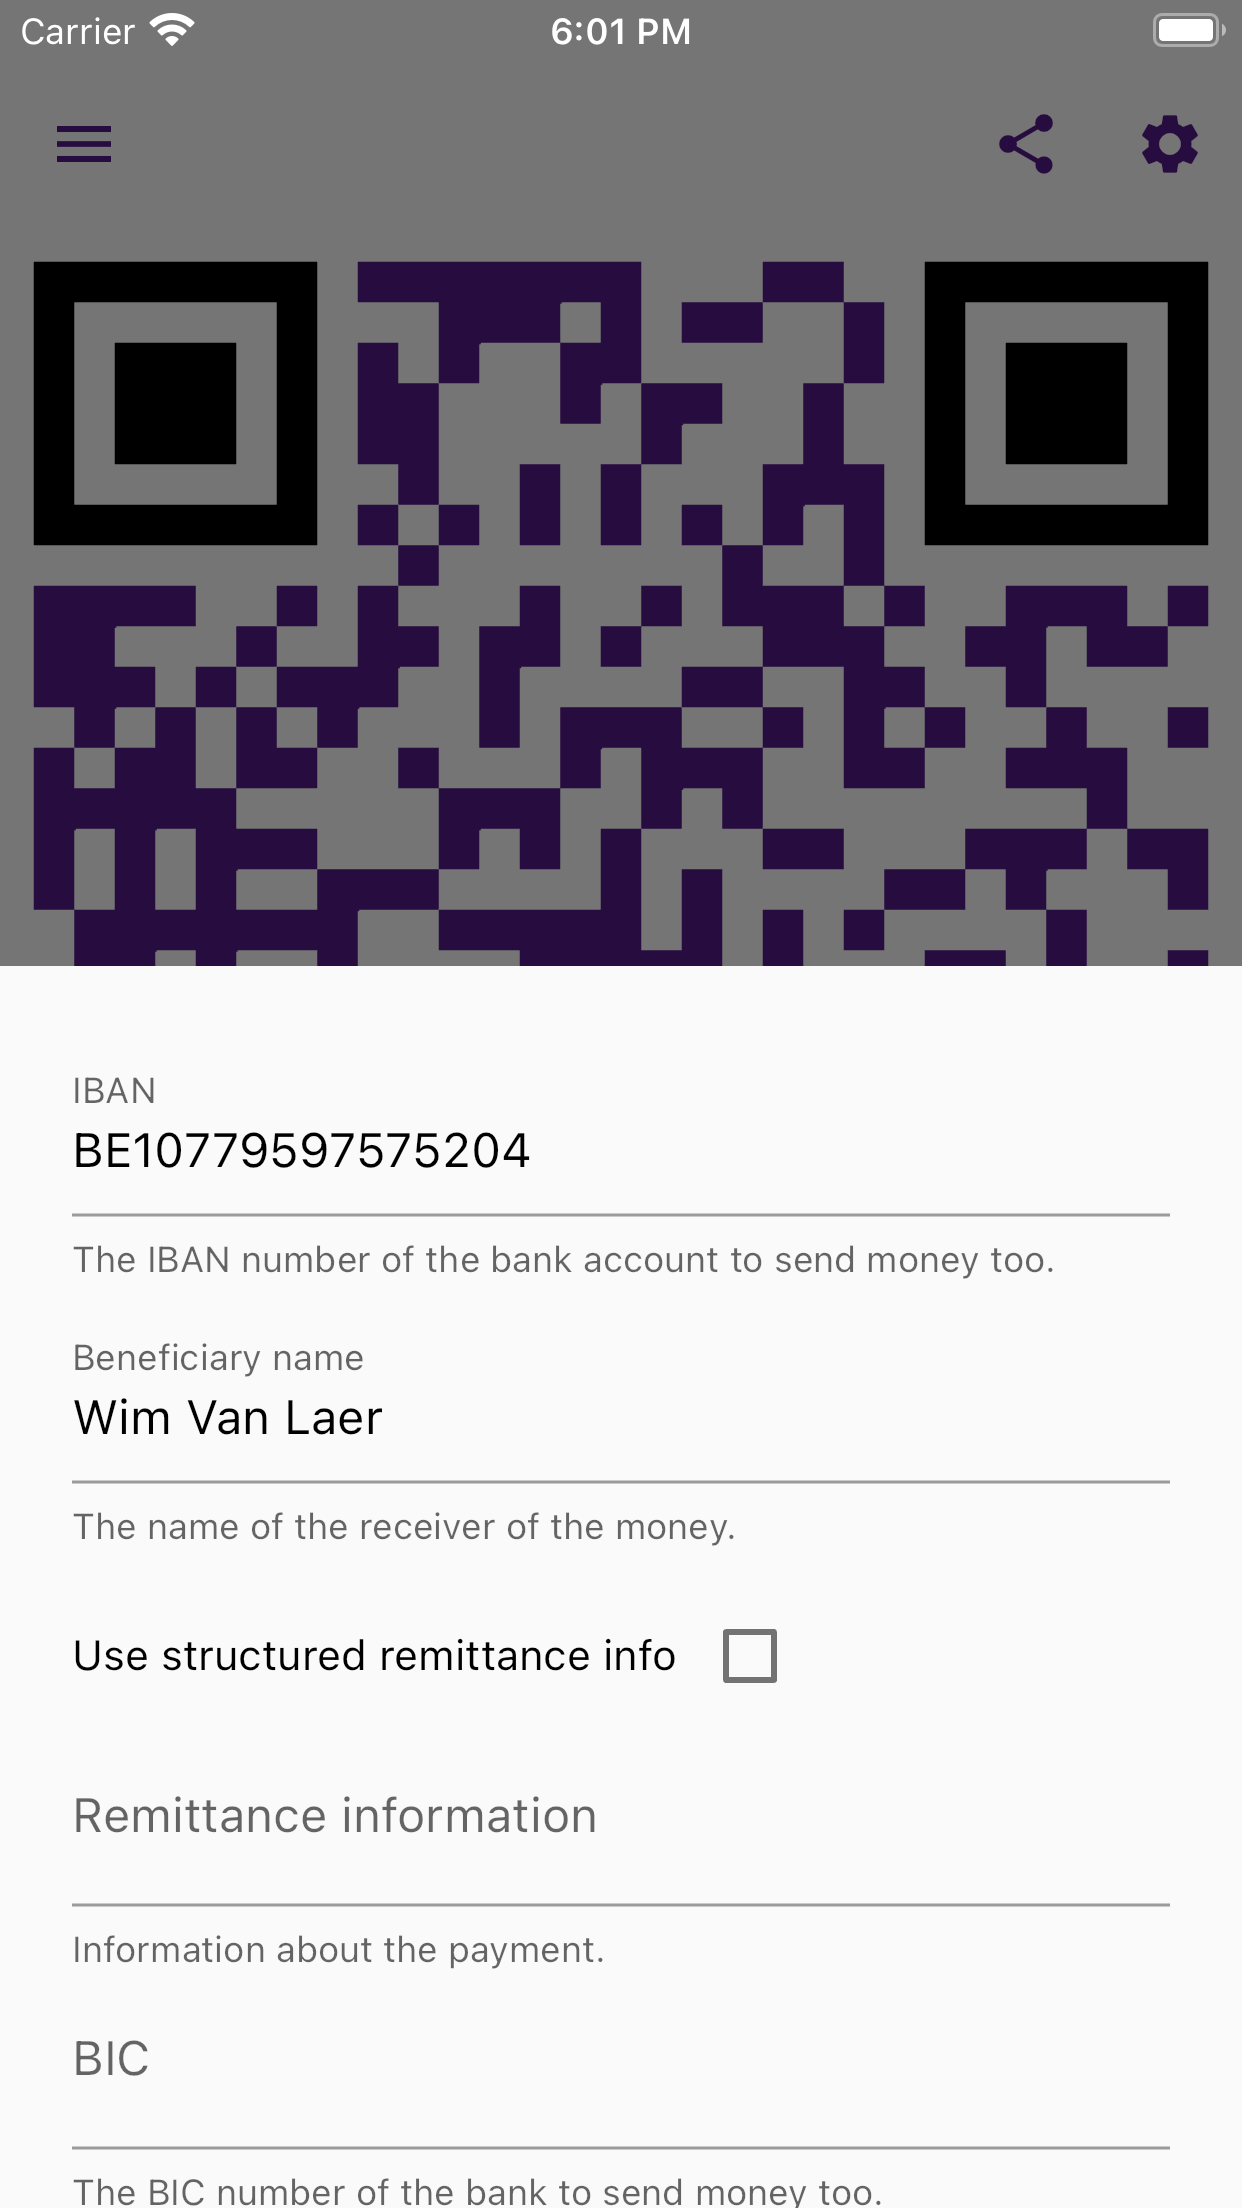 Carrier 6:01 PM
IBAN
BE10779597575204
The IBAN number of the bank account to send money too.
Beneficiary name
Wim Van Laer
The name of the receiver of the money.
Use structured remittance info
Remittance information
Information about the payment.
BIC
The BIC number of the bank to send money too.